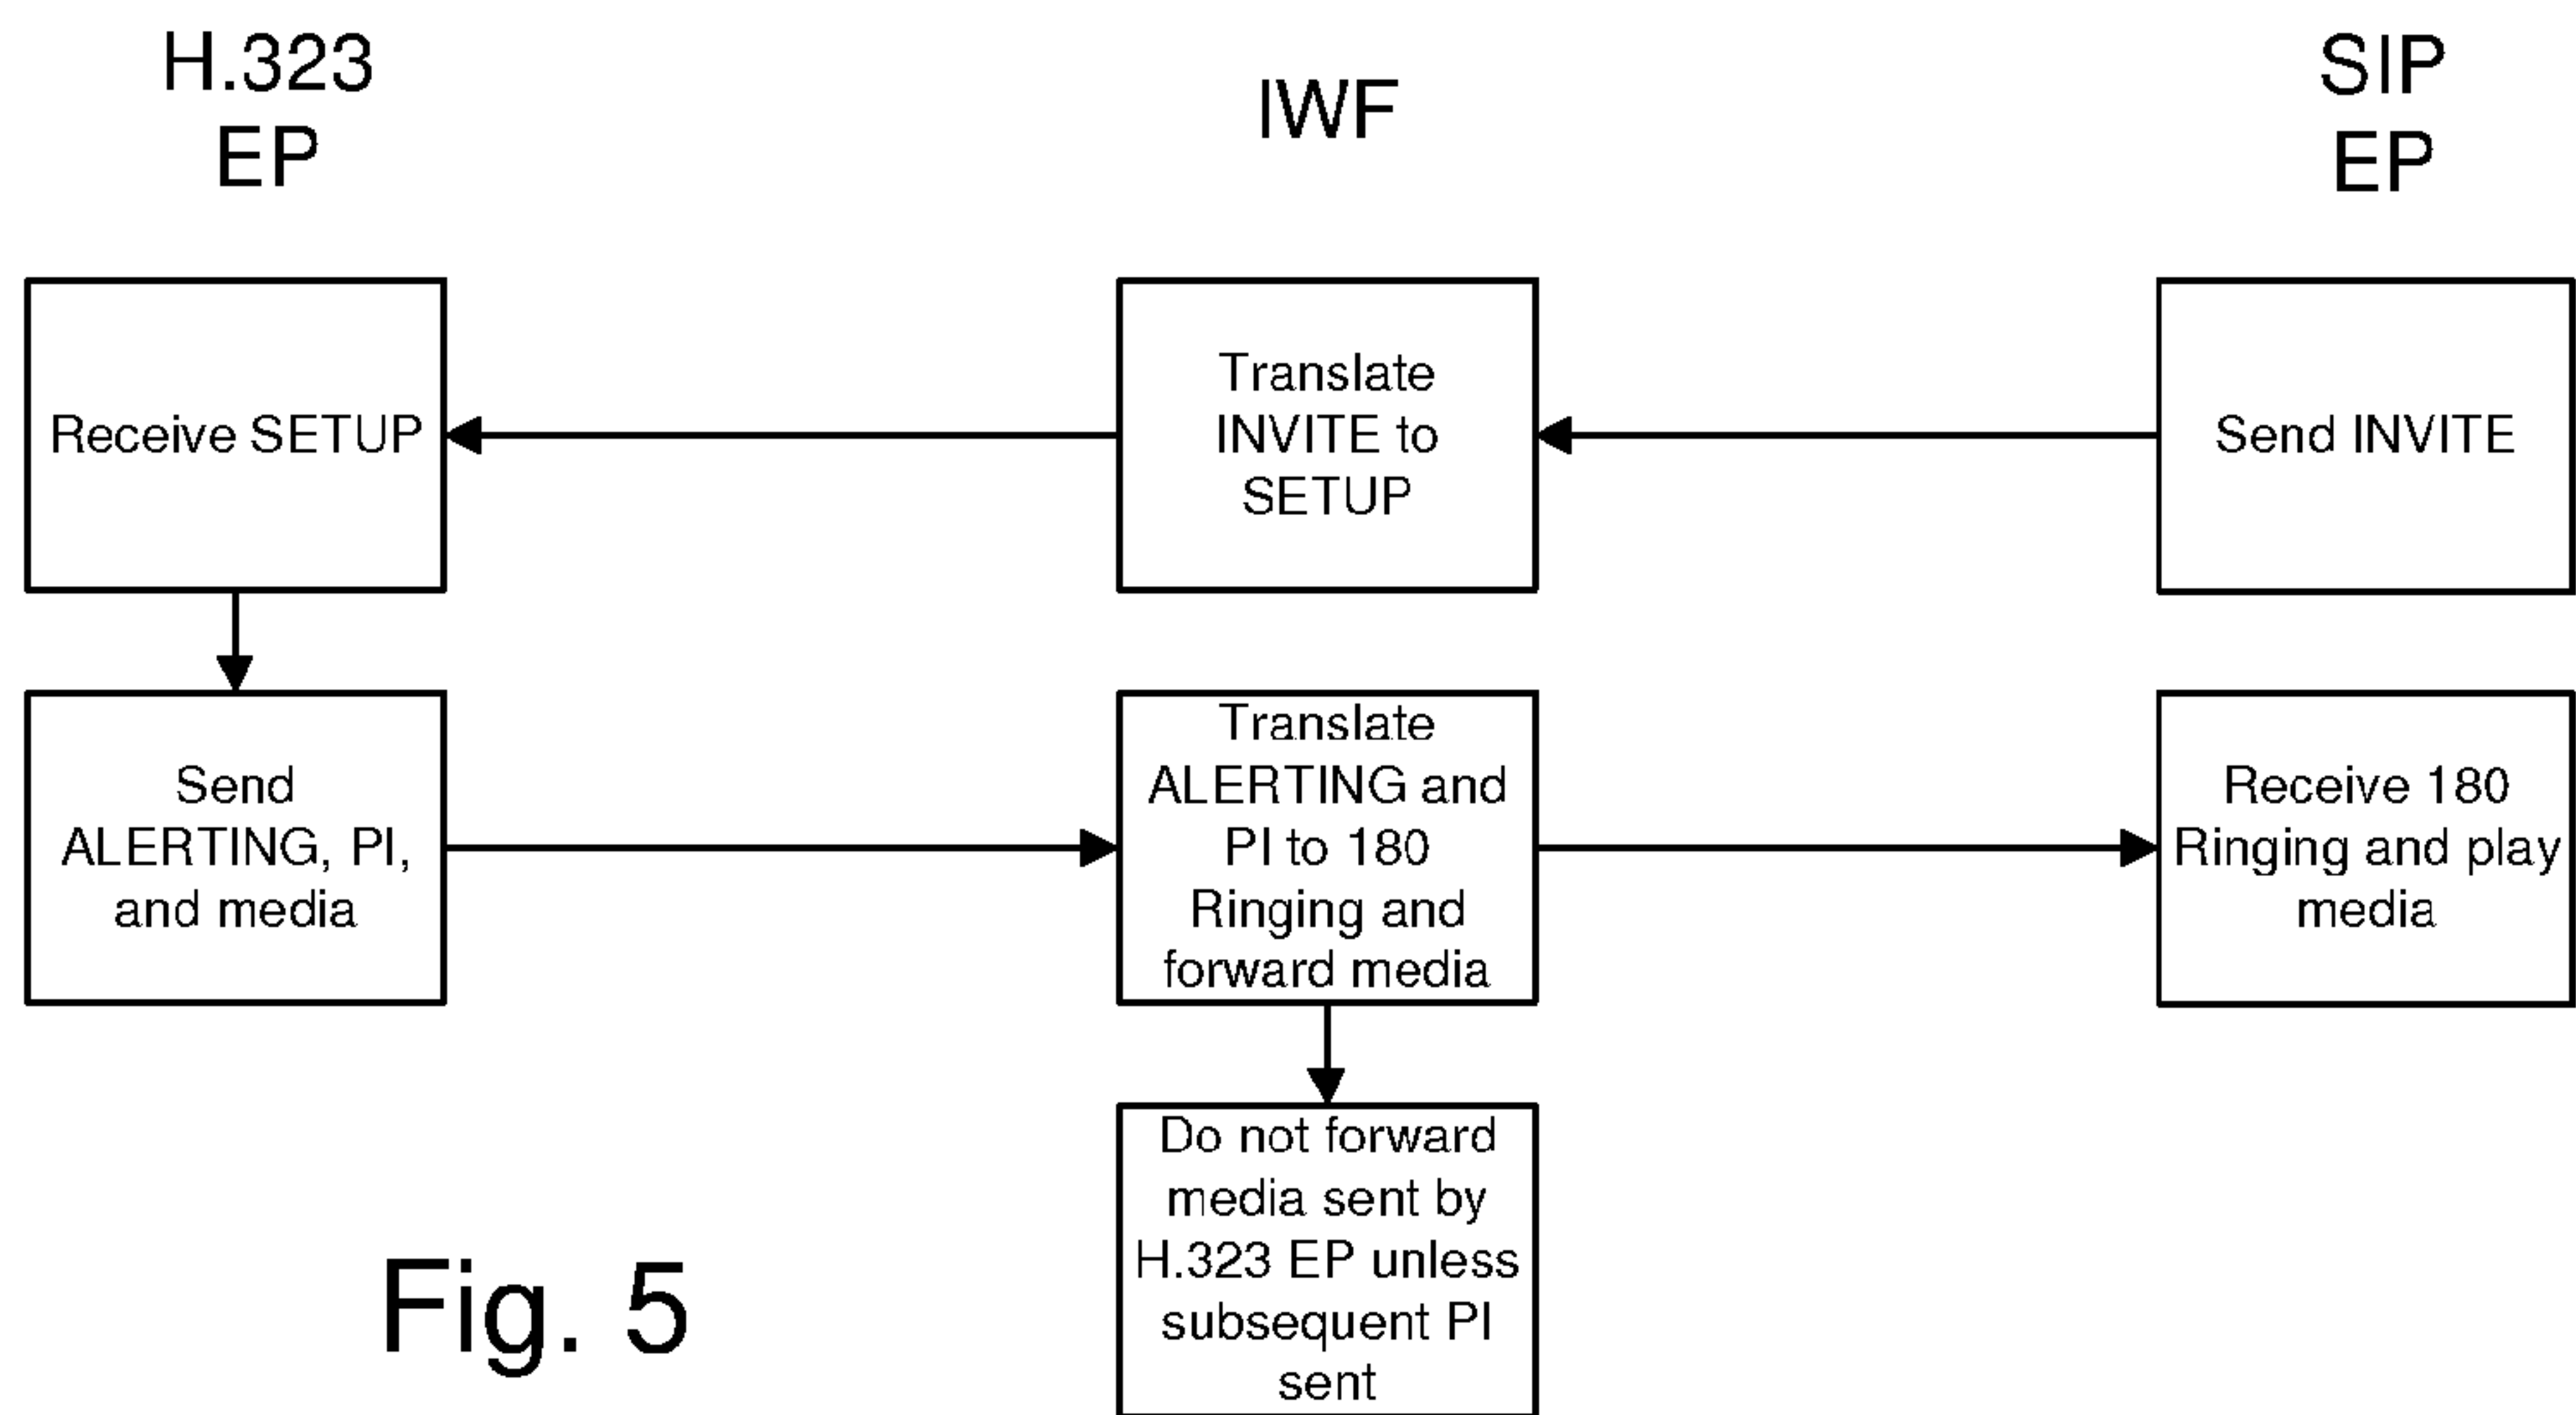 H.323
EP
IWF
SIP
EP
Receive SETUP
Translate
INVITE to
SETUP
Send INVITE
Send
ALERTING, PI,
and media
Translate
ALERTING and
PI to 180
Ringing and
forward media
Receive 180
Ringing and play
media
Do not forward
media sent by
H.323 EP unless
subsequent PI
sent
Fig. 5